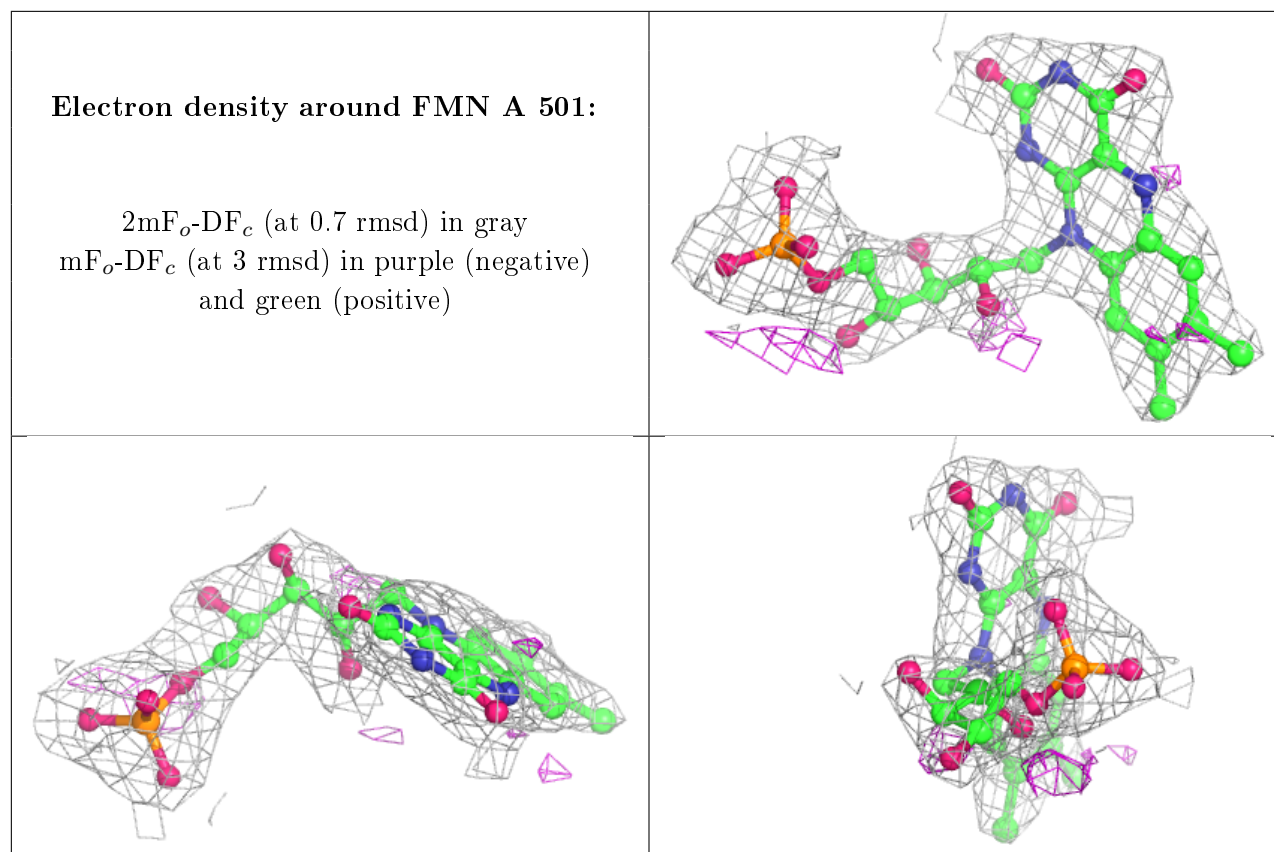 Electron density around FMN A 501:
2mFo-DFc (at 0.7 rmsd) in gray
mFo-DFc (at 3 rmsd) in purple (negative)
and green (positive)